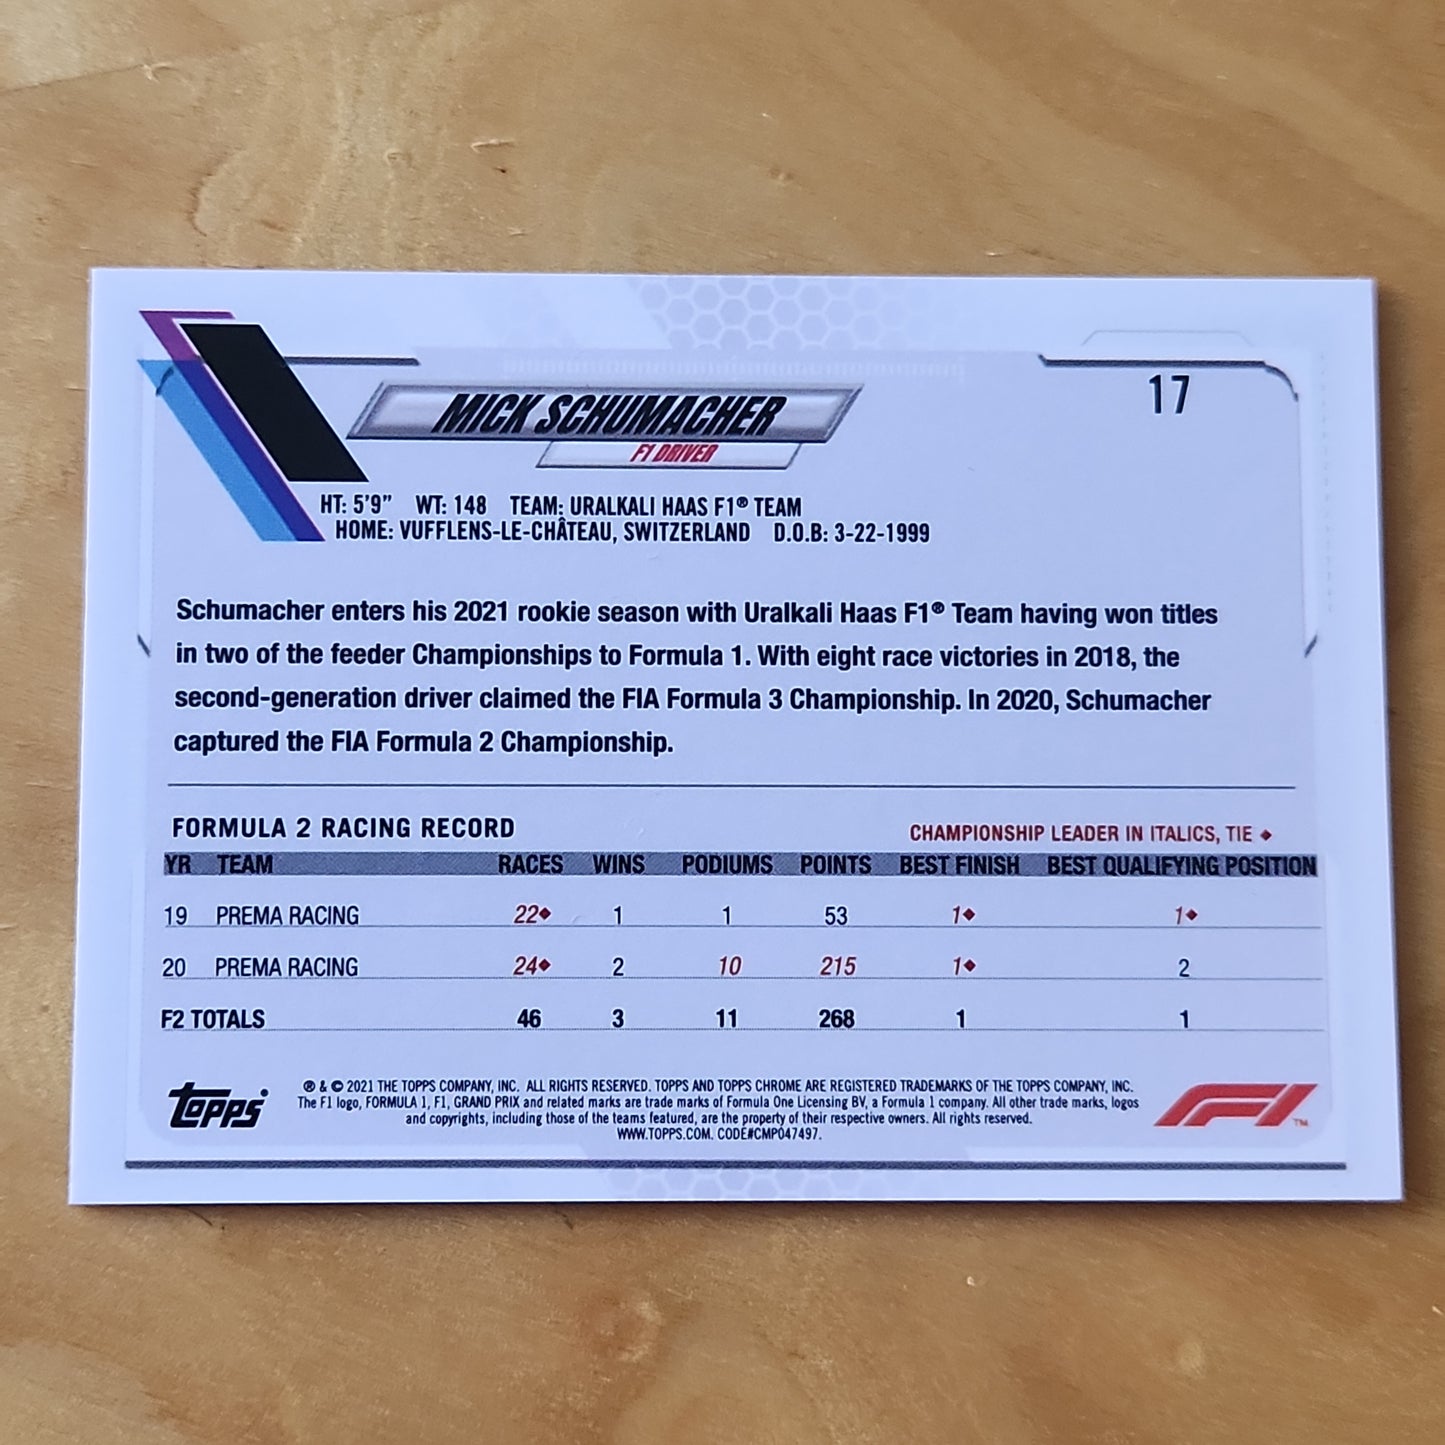 17
MICK SCHUMACHER
F1 DRIVER
HT: 5'9" WT: 148 TEAM: URALKALI HAAS F1® TEAM
HOME: VUFFLENS-LE-CHÂTEAU, SWITZERLAND D.O.B: 3-22-1999
Schumacher enters his 2021 rookie season with Uralkali Haas F1® Team having won titles
in two of the feeder Championships to Formula 1. With eight race victories in 2018, the
second-generation driver claimed the FIA Formula 3 Championship. In 2020, Schumacher
captured the FIA Formula 2 Championship.
FORMULA 2 RACING RECORD CHAMPIONSHIP LEADER IN ITALICS, TIE ◆
YR TEAM RACES WINS PODIUMS POINTS BEST FINISH BEST QUALIFYING POSITION
19 PREMA RACING 22◆ 1 1 53 1◆ 1◆
20 PREMA RACING 24◆ 2 10 215 1◆ 2
F2 TOTALS 46 3 11 268 1 1
Topps ® & © 2021 THE TOPPS COMPANY, INC. ALL RIGHTS RESERVED. TOPPS AND TOPPS CHROME ARE REGISTERED TRADEMARKS OF THE TOPPS COMPANY, INC. F1™
The F1 logo, FORMULA 1, F1, GRAND PRIX and related marks are trade marks of Formula One Licensing BV, a Formula 1 company. All other trade marks, logos
and copyrights, including those of the teams featured, are the property of their respective owners. All rights reserved.
WWW.TOPPS.COM. CODE#CMP047497.